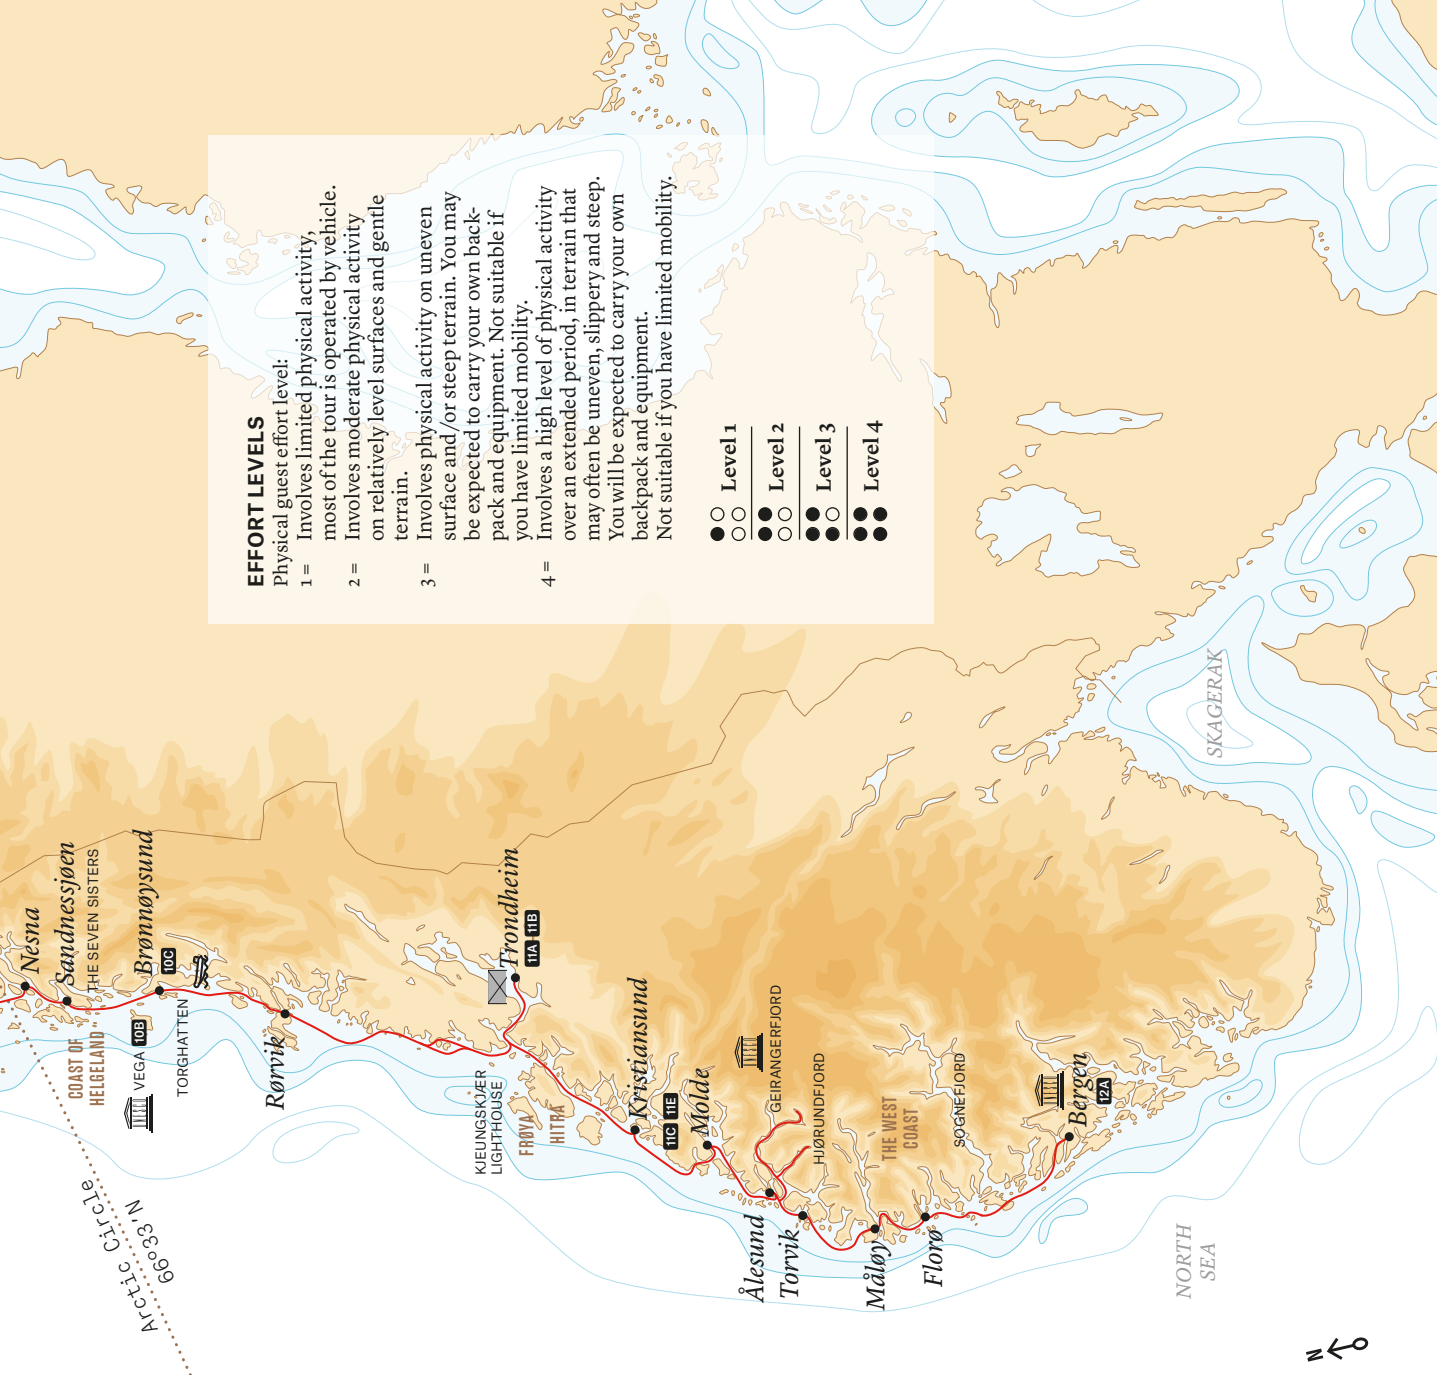 EFFORT LEVELS
Physical guest effort level:
1 = Involves limited physical activity,
most of the tour is operated by vehicle.
2 = Involves moderate physical activity
on relatively level surfaces and gentle
terrain.
3 = Involves physical activity on uneven
surface and/or steep terrain. You may
be expected to carry your own back-
pack and equipment. Not suitable if
you have limited mobility.
4 = Involves a high level of physical activity
over an extended period, in terrain that
may often be uneven, slippery and steep.
You will be expected to carry your own
backpack and equipment.
Not suitable if you have limited mobility.
Level 1
Level 2
Level 3
Level 4
Nesna
Sandnessjøen
THE SEVEN SISTERS
COAST OF
HELGELAND
Brønnøysund
10C
VEGA 10B
TORGHATTEN
Arctic Circle
66°33'N
Rørvik
Trondheim
11A 11B
KJEUNGSKJÆR
LIGHTHOUSE
FRØYA
HITRA
Kristiansund
11C 11E
Molde
GEIRANGERFJORD
HJØRUNDFJORD
Ålesund
Torvik
THE WEST
COAST
Måløy
Florø
SOGNEFJORD
Bergen
12A
NORTH
SEA
SKAGERAK
N